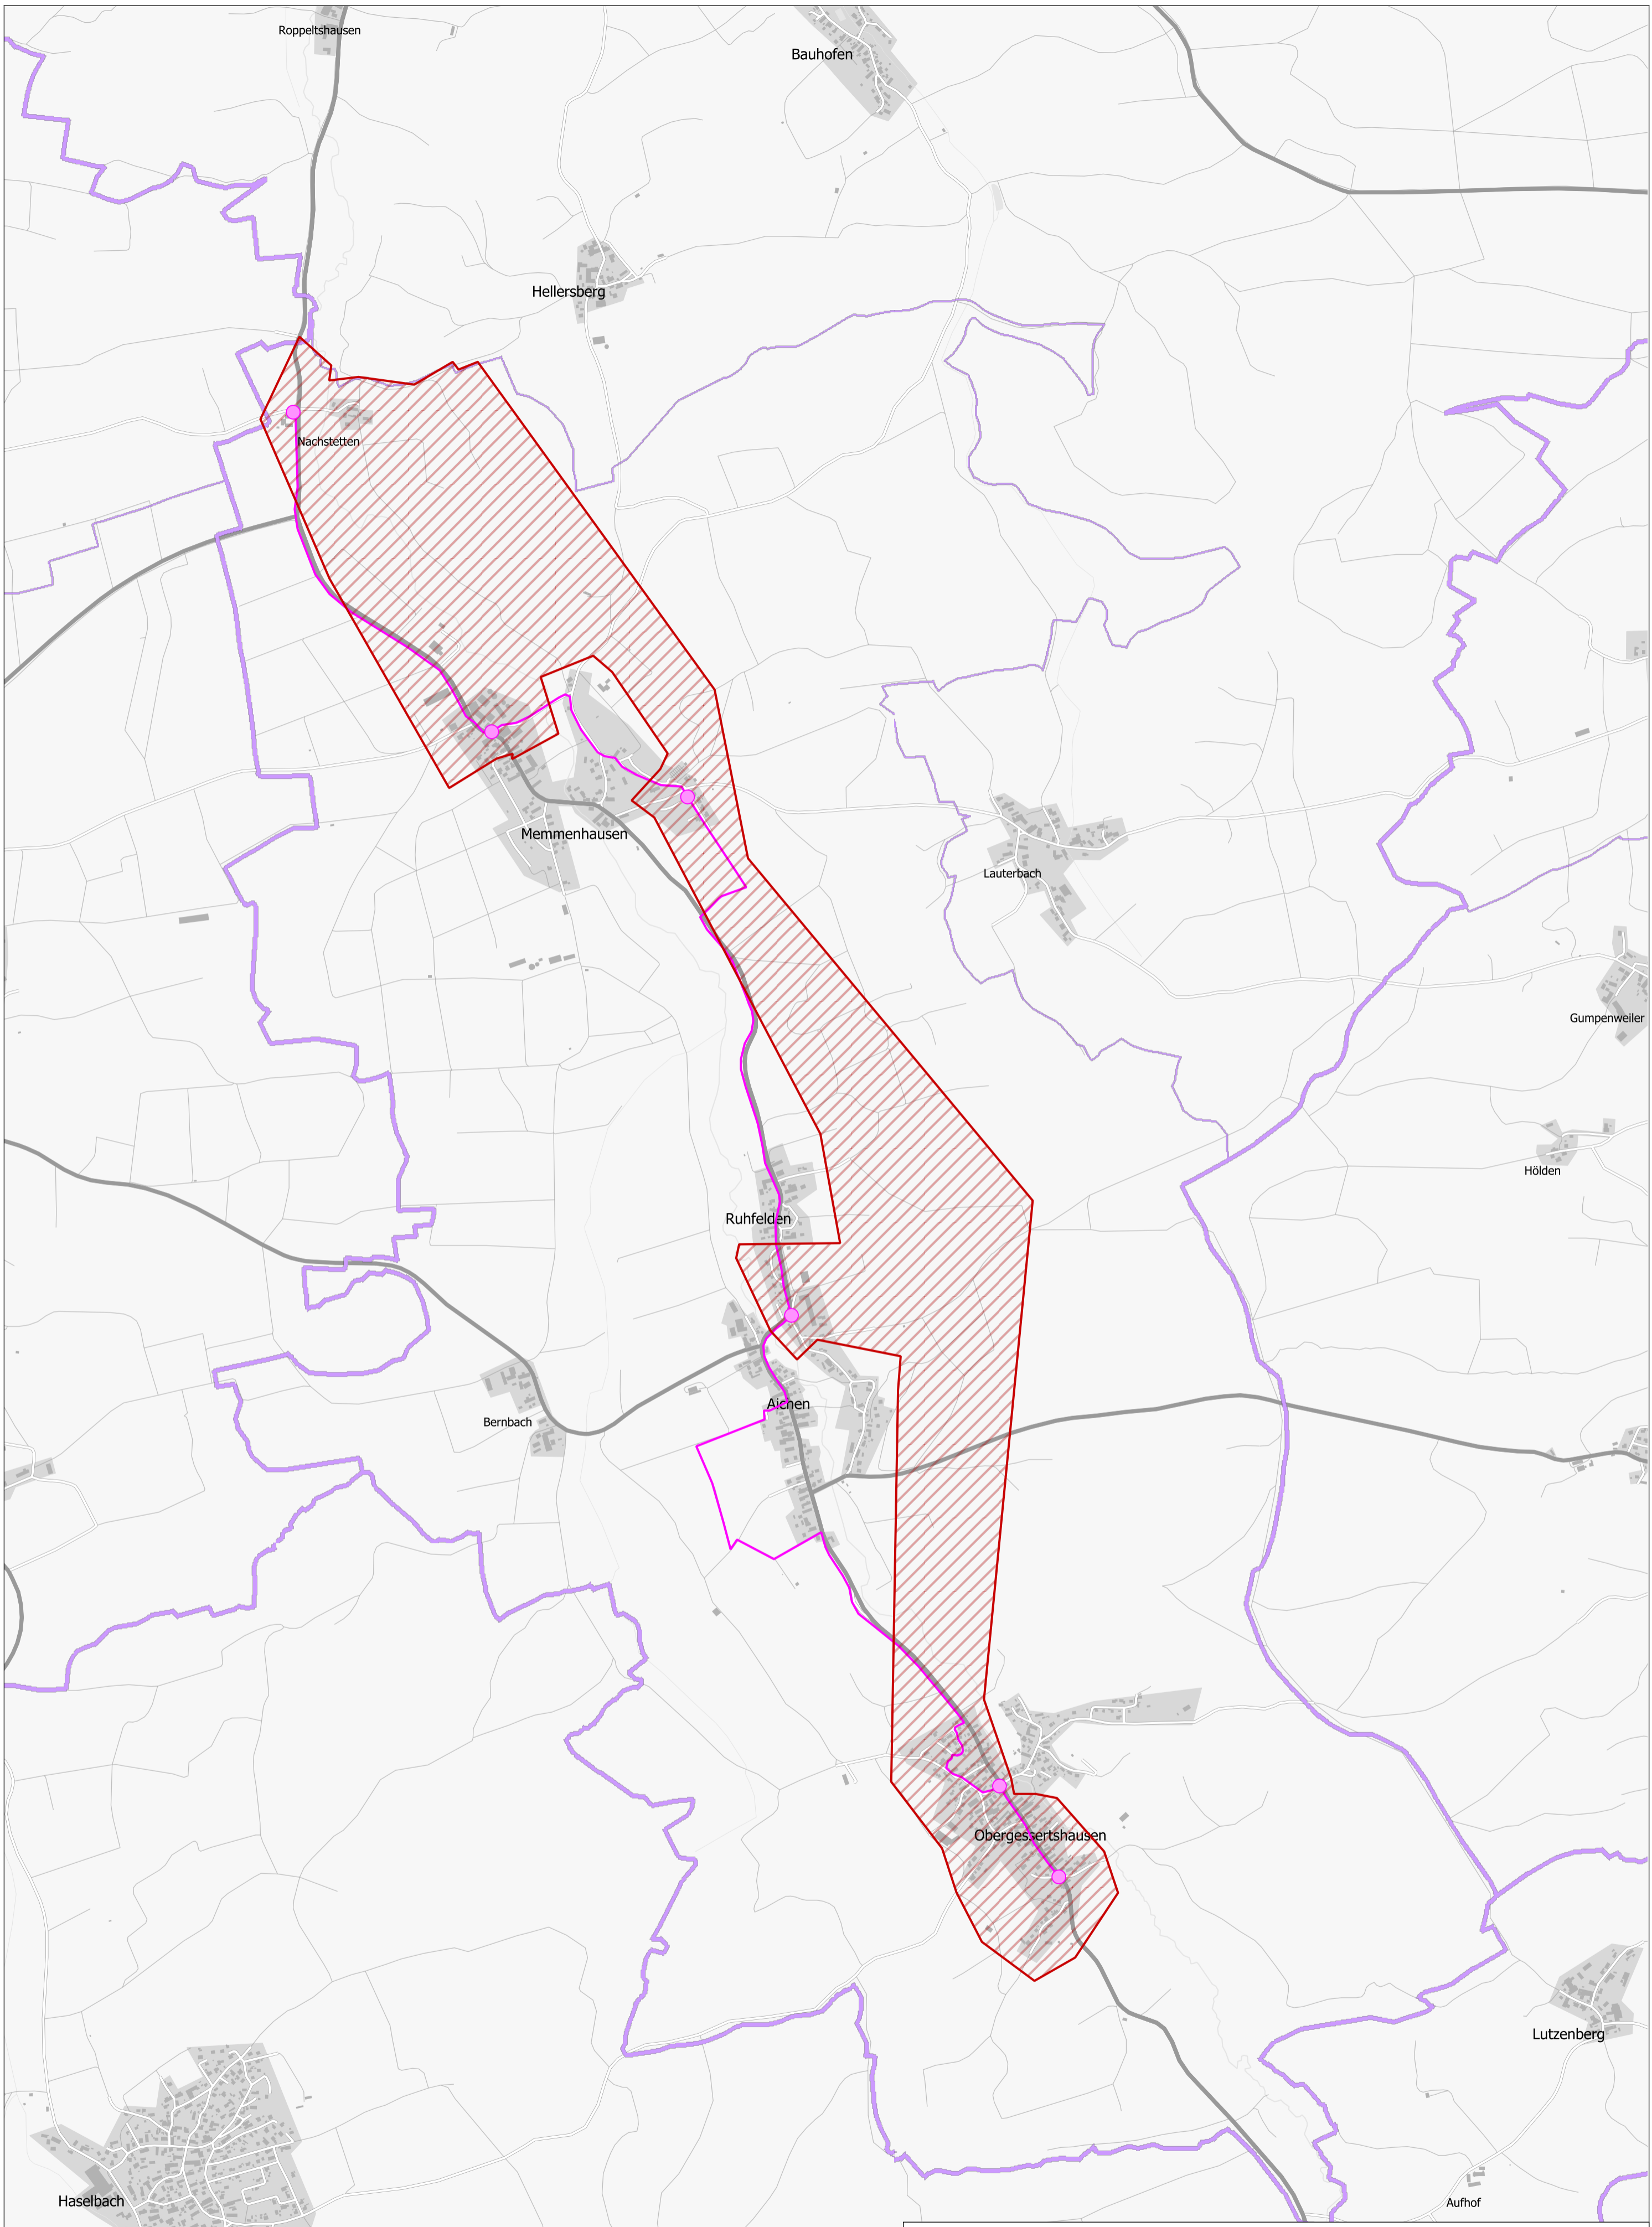 Roppeltshausen
Bauhofen
Hellersberg
Nachstetten
Memmenhausen
Lauterbach
Gumpenweiler
Hölden
Ruhfelden
Aichen
Bernbach
Obergessertshausen
Lutzenberg
Haselbach
Aufhof